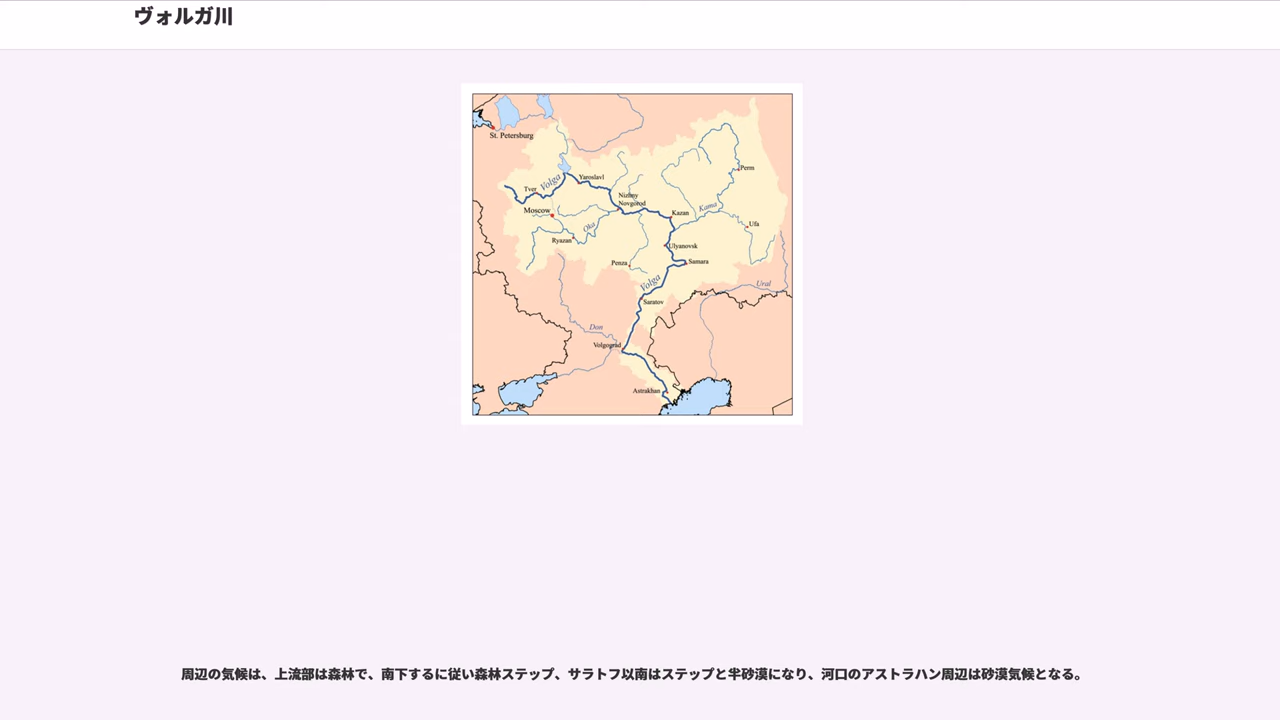 ヴォルガ川
St. Petersburg
Tver
Volga
Yaroslavl
Perm
Nizhny
Novgorod
Moscow
Kazan
Kama
Oka
Ufa
Ryazan
Ulyanovsk
Penza
Samara
Volga
Ural
Saratov
Don
Volgograd
Astrakhan
周辺の気候は、上流部は森林で、南下するに従い森林ステップ、サラトフ以南はステップと半砂漠になり、河口のアストラハン周辺は砂漠気候となる。